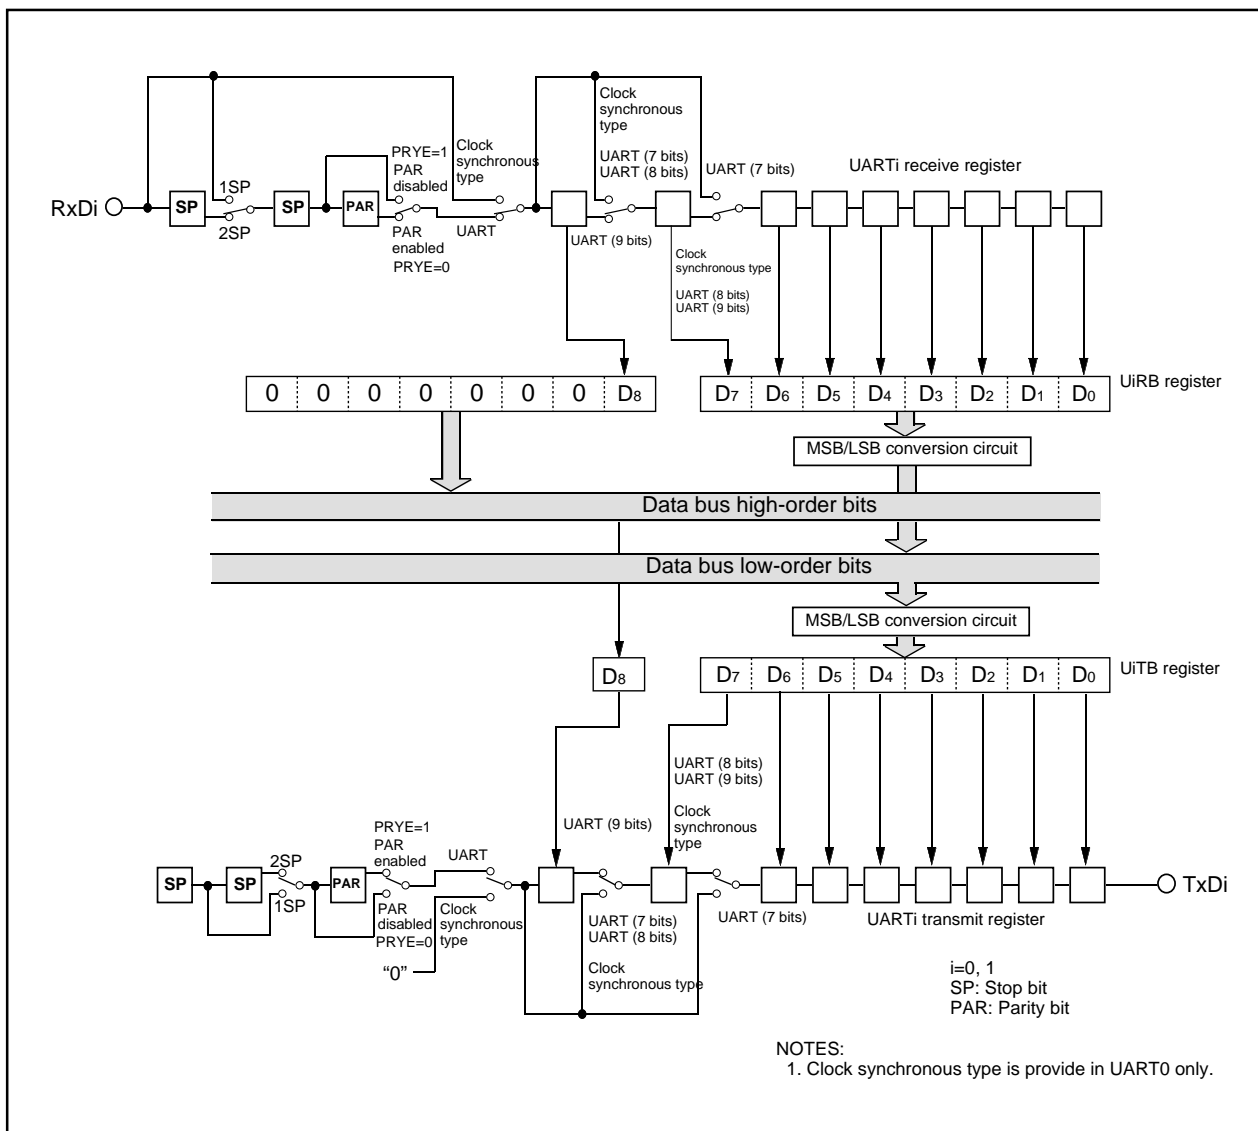 Clock
synchronous
type
PRYE=1
PAR
disabled
Clock
synchronous
type
UART (7 bits)
UART (8 bits)
UART (7 bits)
UARTi receive register
RxDi
SP
1SP
2SP
SP
PAR
PAR
enabled
PRYE=0
UART
UART (9 bits)
Clock
synchronous type
UART (8 bits)
UART (9 bits)
0 0 0 0 0 0 0 D8
D7 D6 D5 D4 D3 D2 D1 D0
UiRB register
MSB/LSB conversion circuit
Data bus high-order bits
Data bus low-order bits
MSB/LSB conversion circuit
D8
D7 D6 D5 D4 D3 D2 D1 D0
UiTB register
UART (8 bits)
UART (9 bits)
Clock
synchronous
type
UART (9 bits)
PRYE=1
PAR
enabled
UART
SP
SP
2SP
1SP
PAR
PAR
disabled
PRYE=0
Clock
synchronous
type
"0"
UART (7 bits)
UART (8 bits)
Clock
synchronous type
UART (7 bits)
UARTi transmit register
TxDi
i=0, 1
SP: Stop bit
PAR: Parity bit
NOTES:
1. Clock synchronous type is provide in UART0 only.